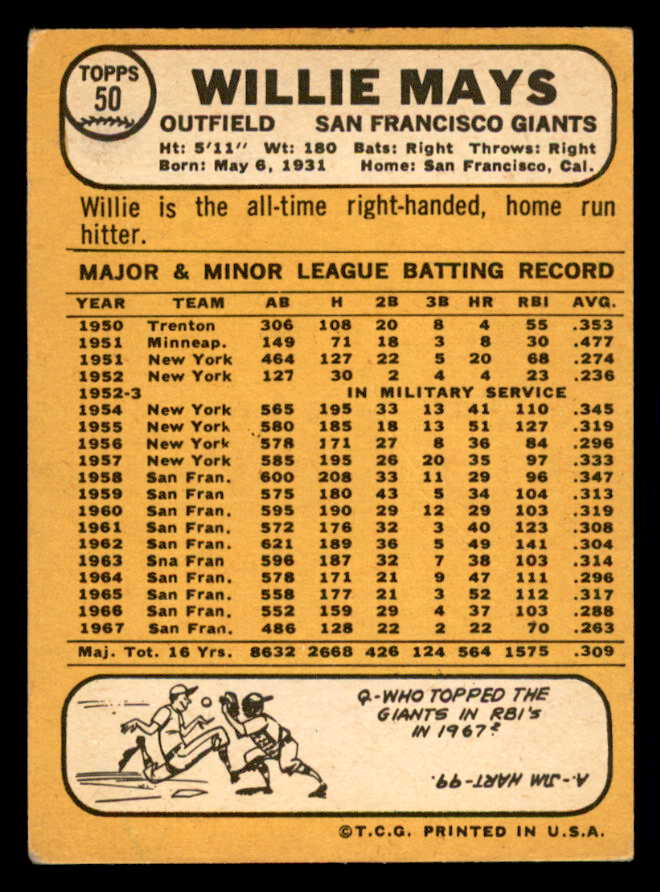 TOPPS
50
WILLIE MAYS
OUTFIELD SAN FRANCISCO GIANTS
Ht: 5'11" Wt: 180 Bats: Right Throws: Right
Born: May 6, 1931 Home: San Francisco, Cal.
Willie is the all-time right-handed, home run
hitter.
MAJOR & MINOR LEAGUE BATTING RECORD
YEAR TEAM AB H 2B 3B HR RBI AVG.
1950 Trenton 306 108 20 8 4 55 .353
1951 Minneap. 149 71 18 3 8 30 .477
1951 New York 464 127 22 5 20 68 .274
1952 New York 127 30 2 4 4 23 .236
1952-3 IN MILITARY SERVICE
1954 New York 565 195 33 13 41 110 .345
1955 New York 580 185 18 13 51 127 .319
1956 New York 578 171 27 8 36 84 .296
1957 New York 585 195 26 20 35 97 .333
1958 San Fran. 600 208 33 11 29 96 .347
1959 San Fran. 575 180 43 5 34 104 .313
1960 San Fran. 595 190 29 12 29 103 .319
1961 San Fran. 572 176 32 3 40 123 .308
1962 San Fran. 621 189 36 5 49 141 .304
1963 Sna Fran 596 187 32 7 38 103 .314
1964 San Fran. 578 171 21 9 47 111 .296
1965 San Fran. 558 177 21 3 52 112 .317
1966 San Fran. 552 159 29 4 37 103 .288
1967 San Fran. 486 128 22 2 22 70 .263
Maj. Tot. 16 Yrs. 8632 2668 426 124 564 1575 .309
Q-WHO TOPPED THE
GIANTS IN RBI'S
IN 1967?
A-JIM HART-99.
©T.C.G. PRINTED IN U.S.A.